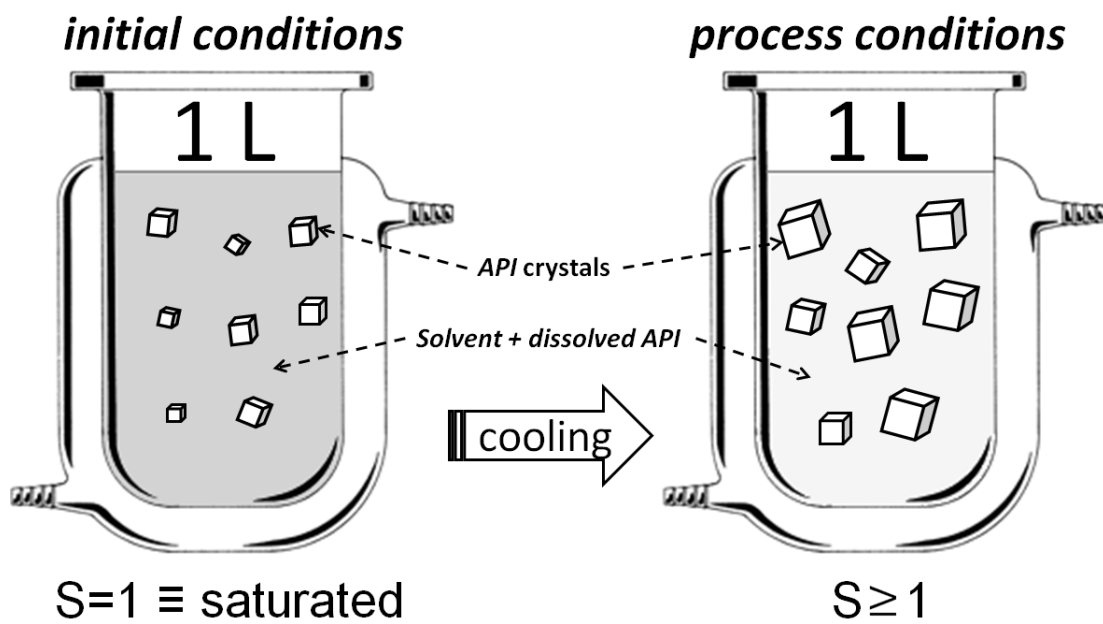 initial conditions
process conditions
1 L
1 L
API crystals
Solvent + dissolved API
cooling
S=1 ≡ saturated
S≥1